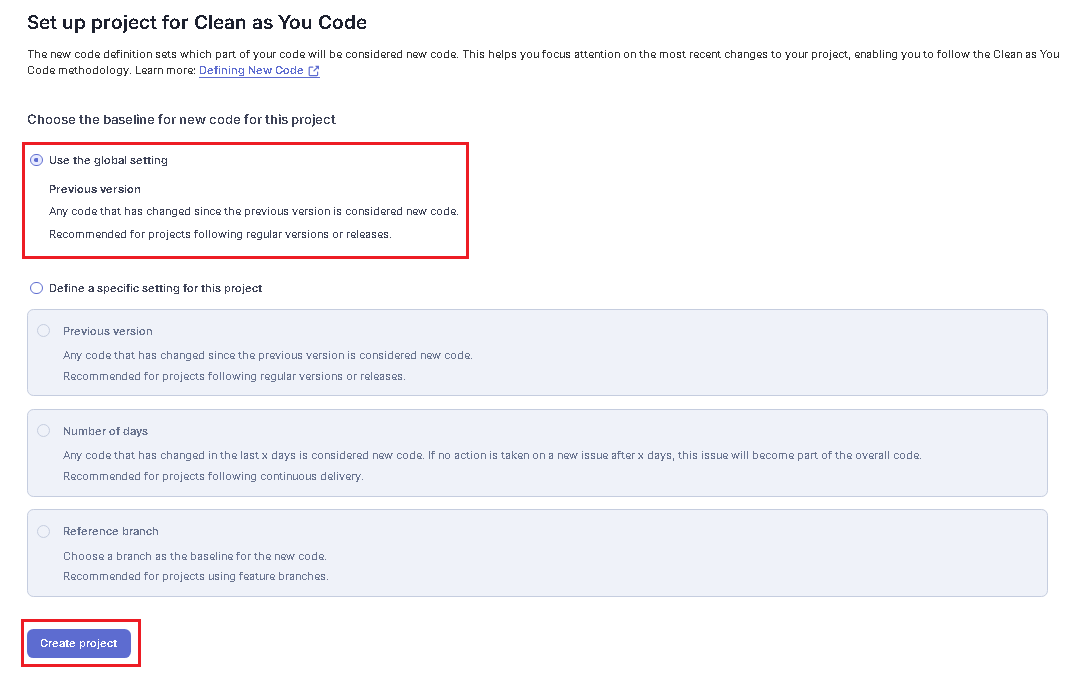 Set up project for Clean as You Code
The new code definition sets which part of your code will be considered new code. This helps you focus attention on the most recent changes to your project, enabling you to follow the Clean as You
Code methodology. Learn more: Defining New Code
Choose the baseline for new code for this project
Use the global setting
Previous version
Any code that has changed since the previous version is considered new code.
Recommended for projects following regular versions or releases.
Define a specific setting for this project
Previous version
Any code that has changed since the previous version is considered new code.
Recommended for projects following regular versions or releases.
Number of days
Any code that has changed in the last x days is considered new code. If no action is taken on a new issue after x days, this issue will become part of the overall code.
Recommended for projects following continuous delivery.
Reference branch
Choose a branch as the baseline for the new code.
Recommended for projects using feature branches.
Create project